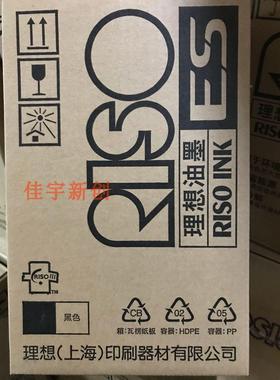 RISO
ES
理想油墨
RISO INK
佳宇新创
RISO
TM
黑色
CB
02
05
箱:瓦楞纸板
容器:HDPE
容器:PP
理想(上海)印刷器材有限公司